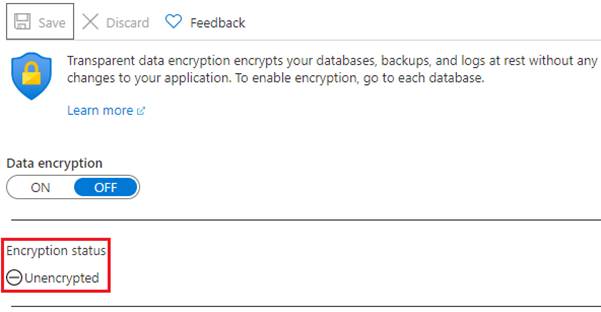 Save Discard Feedback
Transparent data encryption encrypts your databases, backups, and logs at rest without any
changes to your application. To enable encryption, go to each database.
Learn more
Data encryption
ON OFF
Encryption status
Unencrypted